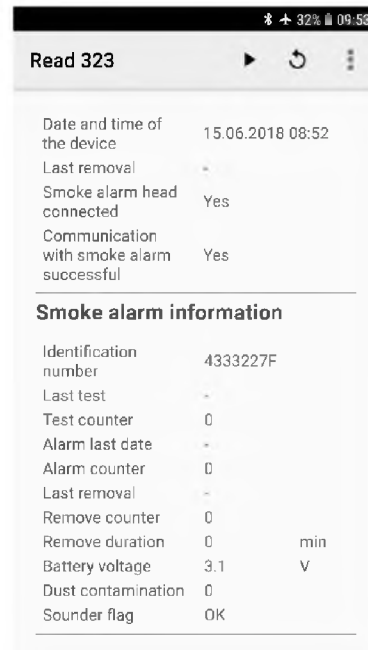 32% 09:53
Read 323
Date and time of
the device 15.06.2018 08:52
Last removal -
Smoke alarm head
connected Yes
Communication
with smoke alarm
successful Yes
Smoke alarm information
Identification
number 4333227F
Last test -
Test counter 0
Alarm last date -
Alarm counter 0
Last removal -
Remove counter 0
Remove duration 0 min
Battery voltage 3.1 V
Dust contamination 0
Sounder flag OK